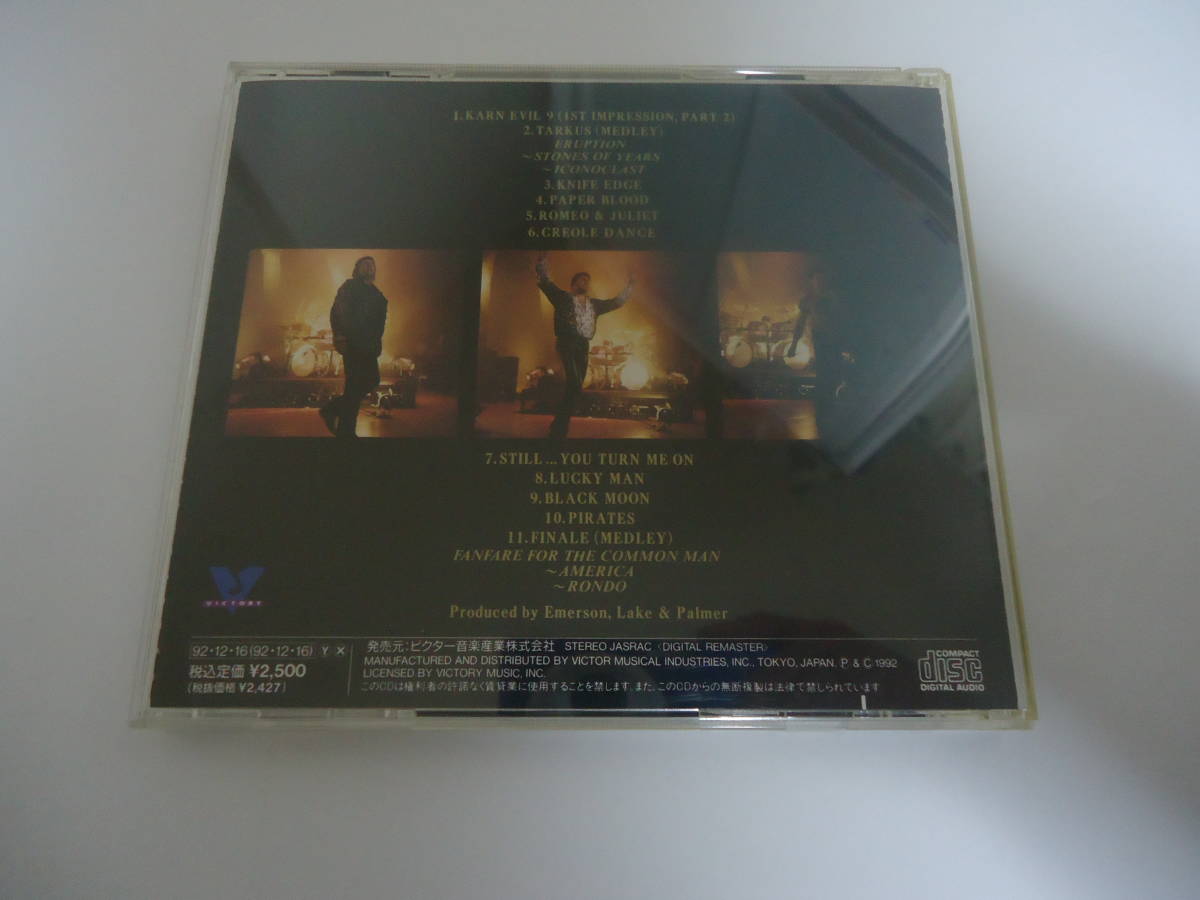 1.KARN EVIL 9 (1ST IMPRESSION, PART 2)
2.TARKUS (MEDLEY)
ERUPTION
~STONES OF YEARS
~ICONOCLAST
3.KNIFE EDGE
4.PAPER BLOOD
5.ROMEO & JULIET
6.CREOLE DANCE
7.STILL...YOU TURN ME ON
8.LUCKY MAN
9.BLACK MOON
10.PIRATES
11.FINALE (MEDLEY)
FANFARE FOR THE COMMON MAN
~AMERICA
~RONDO
Produced by Emerson, Lake & Palmer
VICTORY
92・12・16(92・12・16) Y X
税込定価 ¥2,500
(税抜価格 ¥2,427)
発売元:ビクター音楽産業株式会社 STEREO JASRAC〈DIGITAL REMASTER〉
MANUFACTURED AND DISTRIBUTED BY VICTOR MUSICAL INDUSTRIES, INC., TOKYO, JAPAN. P & C 1992
LICENSED BY VICTORY MUSIC, INC.
このCDは権利者の許諾なく賃貸業に使用することを禁じます。また、このCDからの無断複製は法律で禁じられています
COMPACT
disc
DIGITAL AUDIO